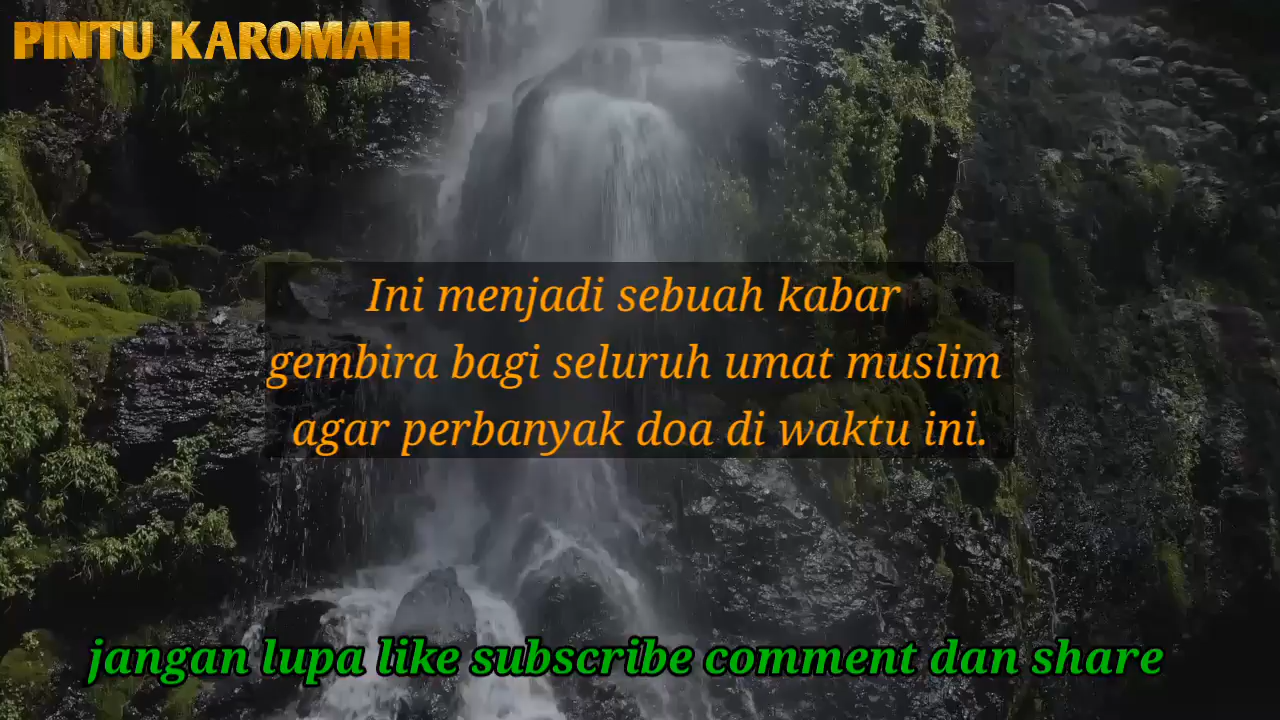 PINTU KAROMAH
Ini menjadi sebuah kabar
gembira bagi seluruh umat muslim
agar perbanyak doa di waktu ini.
jangan lupa like subscribe comment dan share